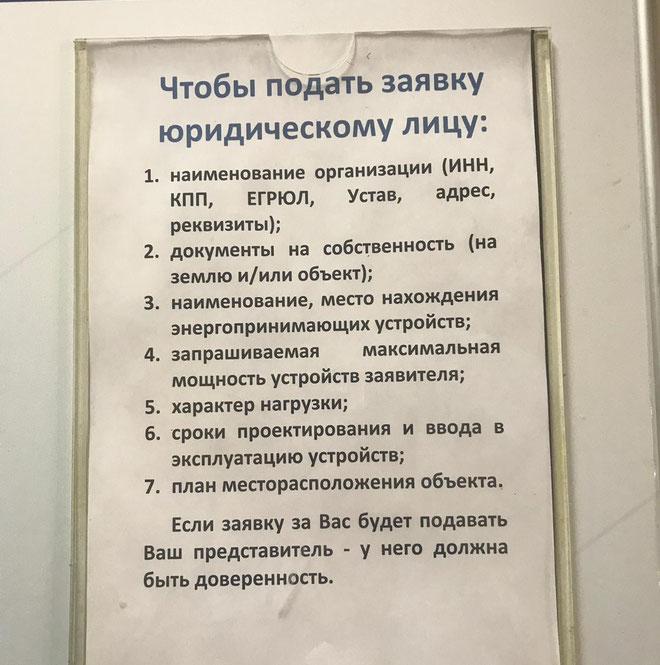 Чтобы подать заявку
юридическому лицу:
1. наименование организации (ИНН,
КПП, ЕГРЮЛ, Устав, адрес,
реквизиты);
2. документы на собственность (на
землю и/или объект);
3. наименование, место нахождения
энергопринимающих устройств;
4. запрашиваемая максимальная
мощность устройств заявителя;
5. характер нагрузки;
6. сроки проектирования и ввода в
эксплуатацию устройств;
7. план месторасположения объекта.
Если заявку за Вас будет подавать
Ваш представитель - у него должна
быть доверенность.